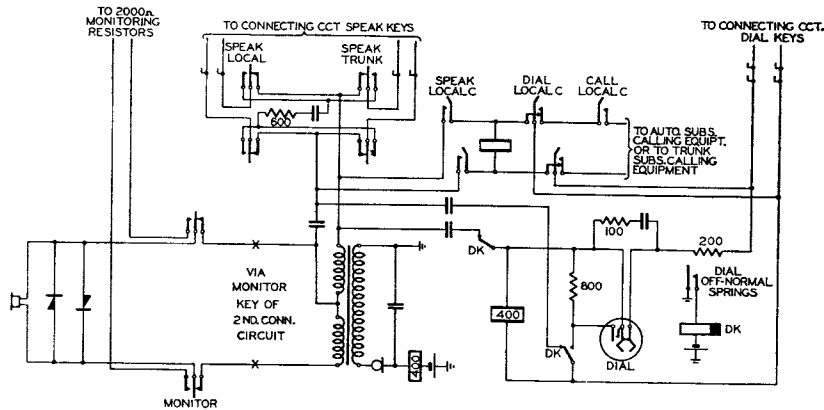 TO 2000Ω
MONITORING
RESISTORS
TO CONNECTING CCT SPEAK KEYS
SPEAK
LOCAL
SPEAK
TRUNK
600
TO CONNECTING CCT.
DIAL KEYS
SPEAK
LOCAL C
DIAL
LOCAL C
CALL
LOCAL C
TO AUTO. SUBS.
CALLING EQUIPT.
OR TO TRUNK
SUBS. CALLING
EQUIPMENT
VIA
MONITOR
KEY OF
2ND. CONN.
CIRCUIT
MONITOR
400
DK
400
800
DK
100
200
DIAL
DIAL
OFF-NORMAL
SPRINGS
DK